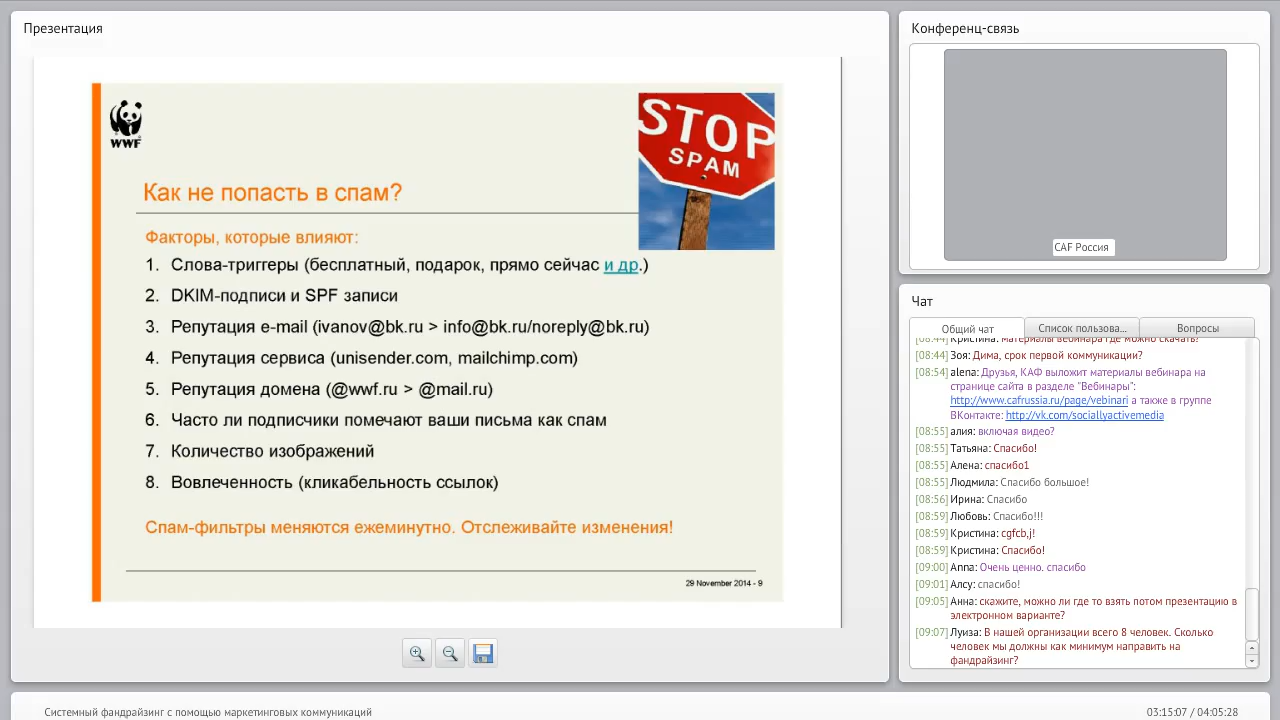 Презентация
WWF
STOP
SPAM
Как не попасть в спам?
Факторы, которые влияют:
1. Слова-триггеры (бесплатный, подарок, прямо сейчас и др.)
2. DKIM-подписи и SPF записи
3. Репутация e-mail (ivanov@bk.ru > info@bk.ru/noreply@bk.ru)
4. Репутация сервиса (unisender.com, mailchimp.com)
5. Репутация домена (@wwf.ru > @mail.ru)
6. Часто ли подписчики помечают ваши письма как спам
7. Количество изображений
8. Вовлеченность (кликабельность ссылок)
Спам-фильтры меняются ежеминутно. Отслеживайте изменения!
29 November 2014 - 9
Конференц-связь
CAF Россия
Чат
Общий чат
Список пользова...
Вопросы
[08:44] Кристина: материалы вебинара где можно скачать?
[08:44] Зоя: Дима, срок первой коммуникации?
[08:54] alena: Друзья, КАФ выложит материалы вебинара на
странице сайта в разделе "Вебинары":
http://www.cafrussia.ru/page/vebinari а также в группе
ВКонтакте: http://vk.com/sociallyactivemedia
[08:55] алия: включая видео?
[08:55] Татьяна: Спасибо!
[08:55] Алена: спасибо1
[08:55] Людмила: Спасибо большое!
[08:56] Ирина: Спасибо
[08:59] Любовь: Спасибо!!!
[08:59] Кристина: cgfcb,j!
[08:59] Кристина: Спасибо!
[09:00] Anna: Очень ценно. спасибо
[09:01] Алсу: спасибо!
[09:05] Анна: скажите, можно ли где то взять потом презентацию в
электронном варианте?
[09:07] Луиза: В нашей организации всего 8 человек. Сколько
человек мы должны как минимум направить на
фандрайзинг?
Системный фандрайзинг с помощью маркетинговых коммуникаций
03:15:07 / 04:05:28